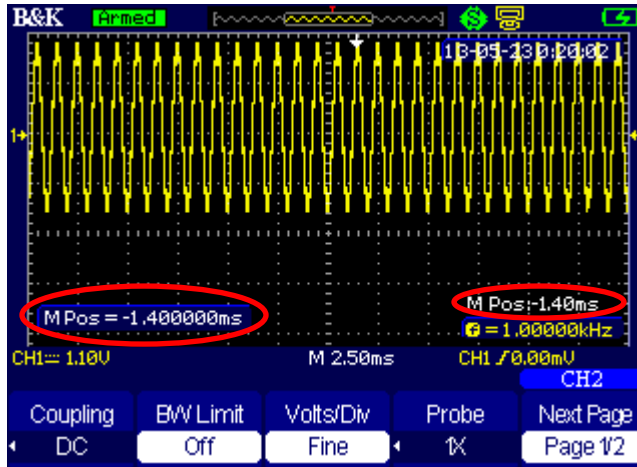 B&K Armed
13-05-23 0:20:02
1
M Pos:-1.40ms
M Pos = -1.400000ms
f = 1.00000kHz
CH1 1.10V M 2.50ms CH1 0.00mV
CH2
Coupling BW Limit Volts/Div Probe Next Page
DC Off Fine 1X Page 1/2